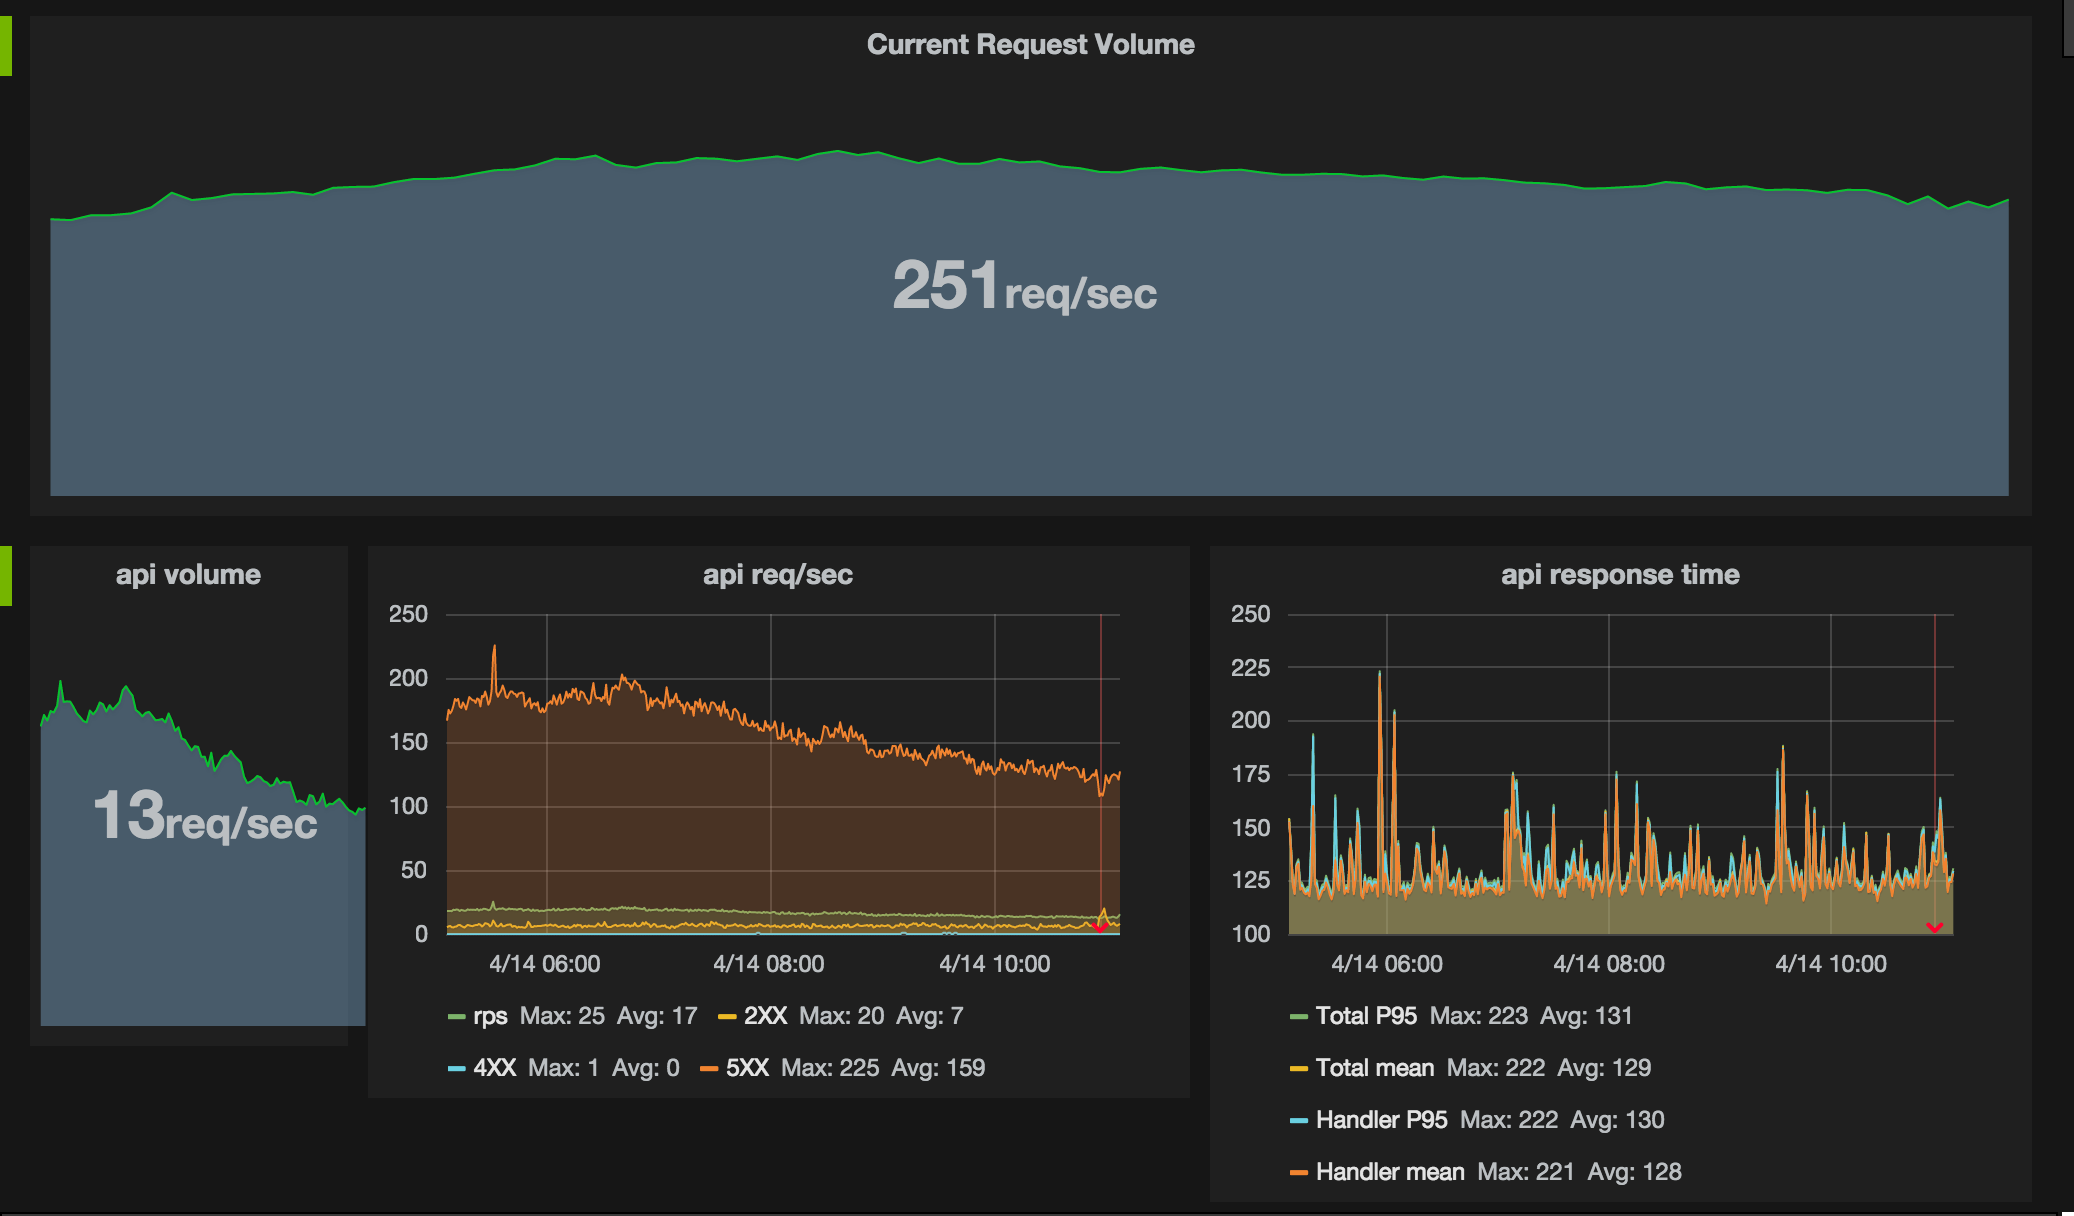 Current Request Volume
251req/sec
api volume
13req/sec
api req/sec
250
200
150
100
50
0
4/14 06:00 4/14 08:00 4/14 10:00
rps Max: 25 Avg: 17 2XX Max: 20 Avg: 7
4XX Max: 1 Avg: 0 5XX Max: 225 Avg: 159
api response time
250
225
200
175
150
125
100
4/14 06:00 4/14 08:00 4/14 10:00
Total P95 Max: 223 Avg: 131
Total mean Max: 222 Avg: 129
Handler P95 Max: 222 Avg: 130
Handler mean Max: 221 Avg: 128